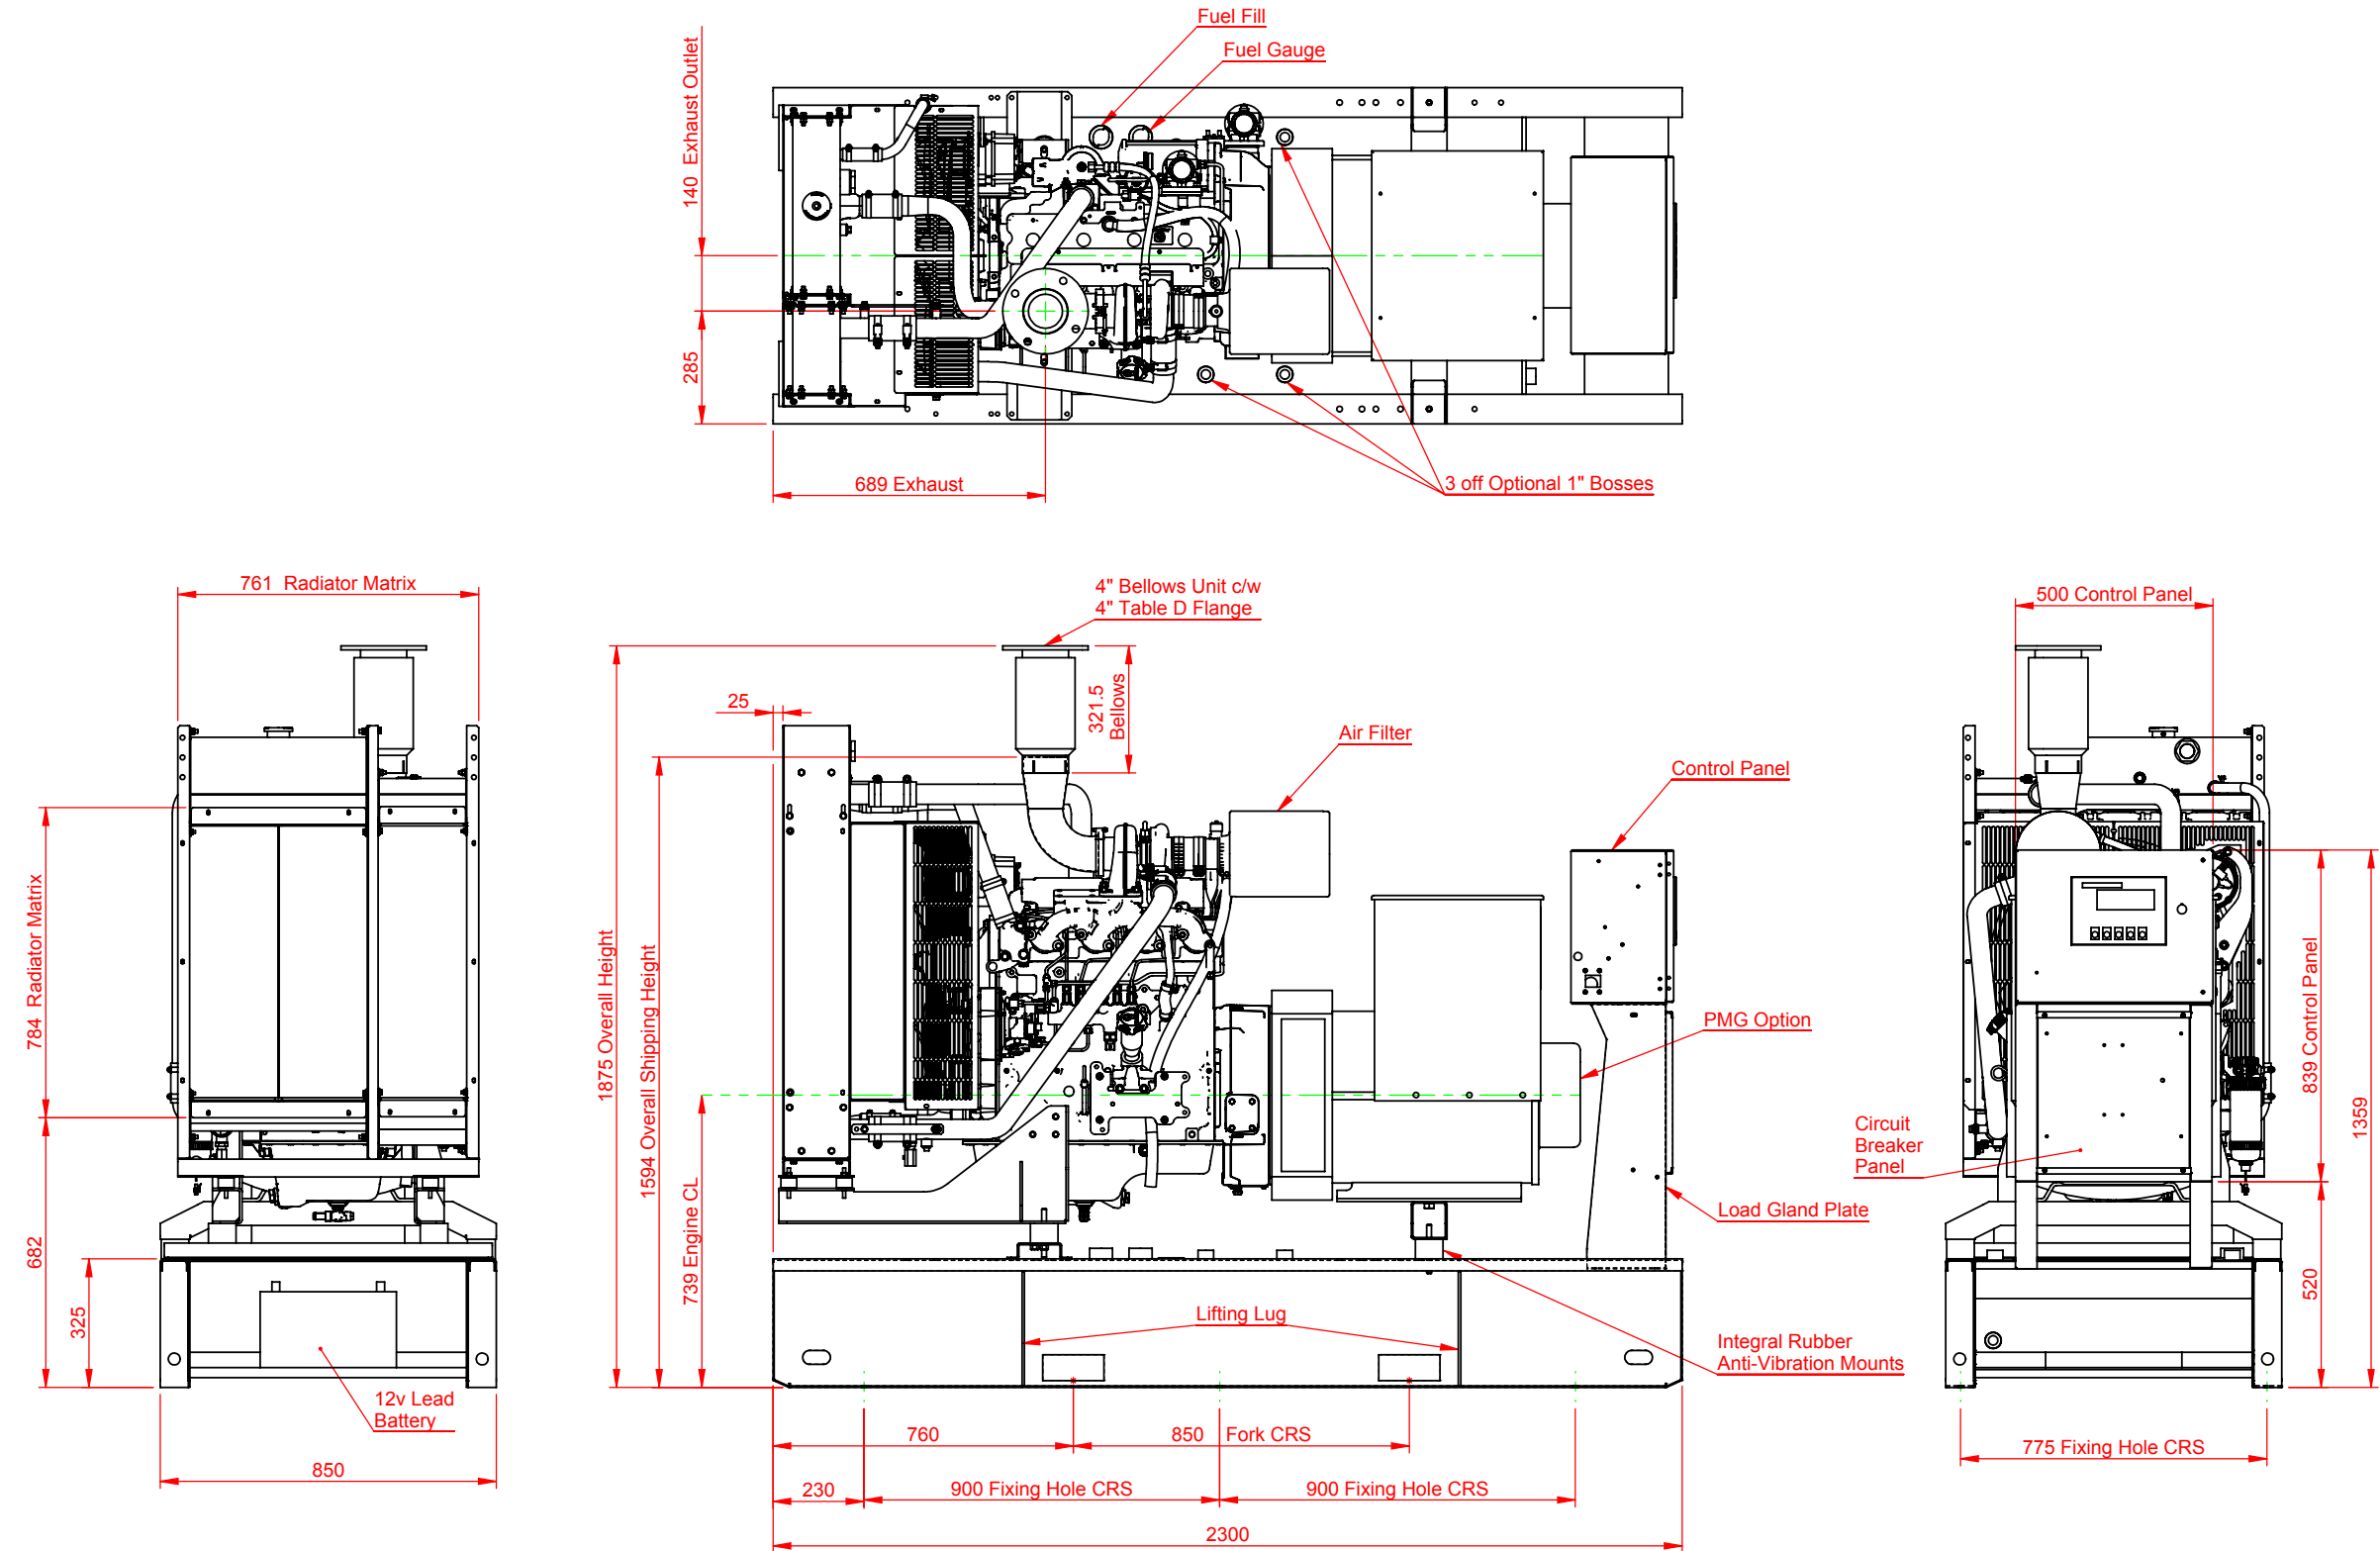 Fuel Fill
Fuel Gauge
140 Exhaust Outlet
285
689 Exhaust
3 off Optional 1" Bosses
761 Radiator Matrix
784 Radiator Matrix
682
325
12v Lead
Battery
850
4" Bellows Unit c/w
4" Table D Flange
25
321.5
Bellows
Air Filter
Control Panel
1875 Overall Height
1594 Overall Shipping Height
739 Engine CL
PMG Option
Load Gland Plate
Lifting Lug
Integral Rubber
Anti-Vibration Mounts
760
850 Fork CRS
230
900 Fixing Hole CRS
900 Fixing Hole CRS
2300
500 Control Panel
839 Control Panel
1359
Circuit
Breaker
Panel
520
775 Fixing Hole CRS